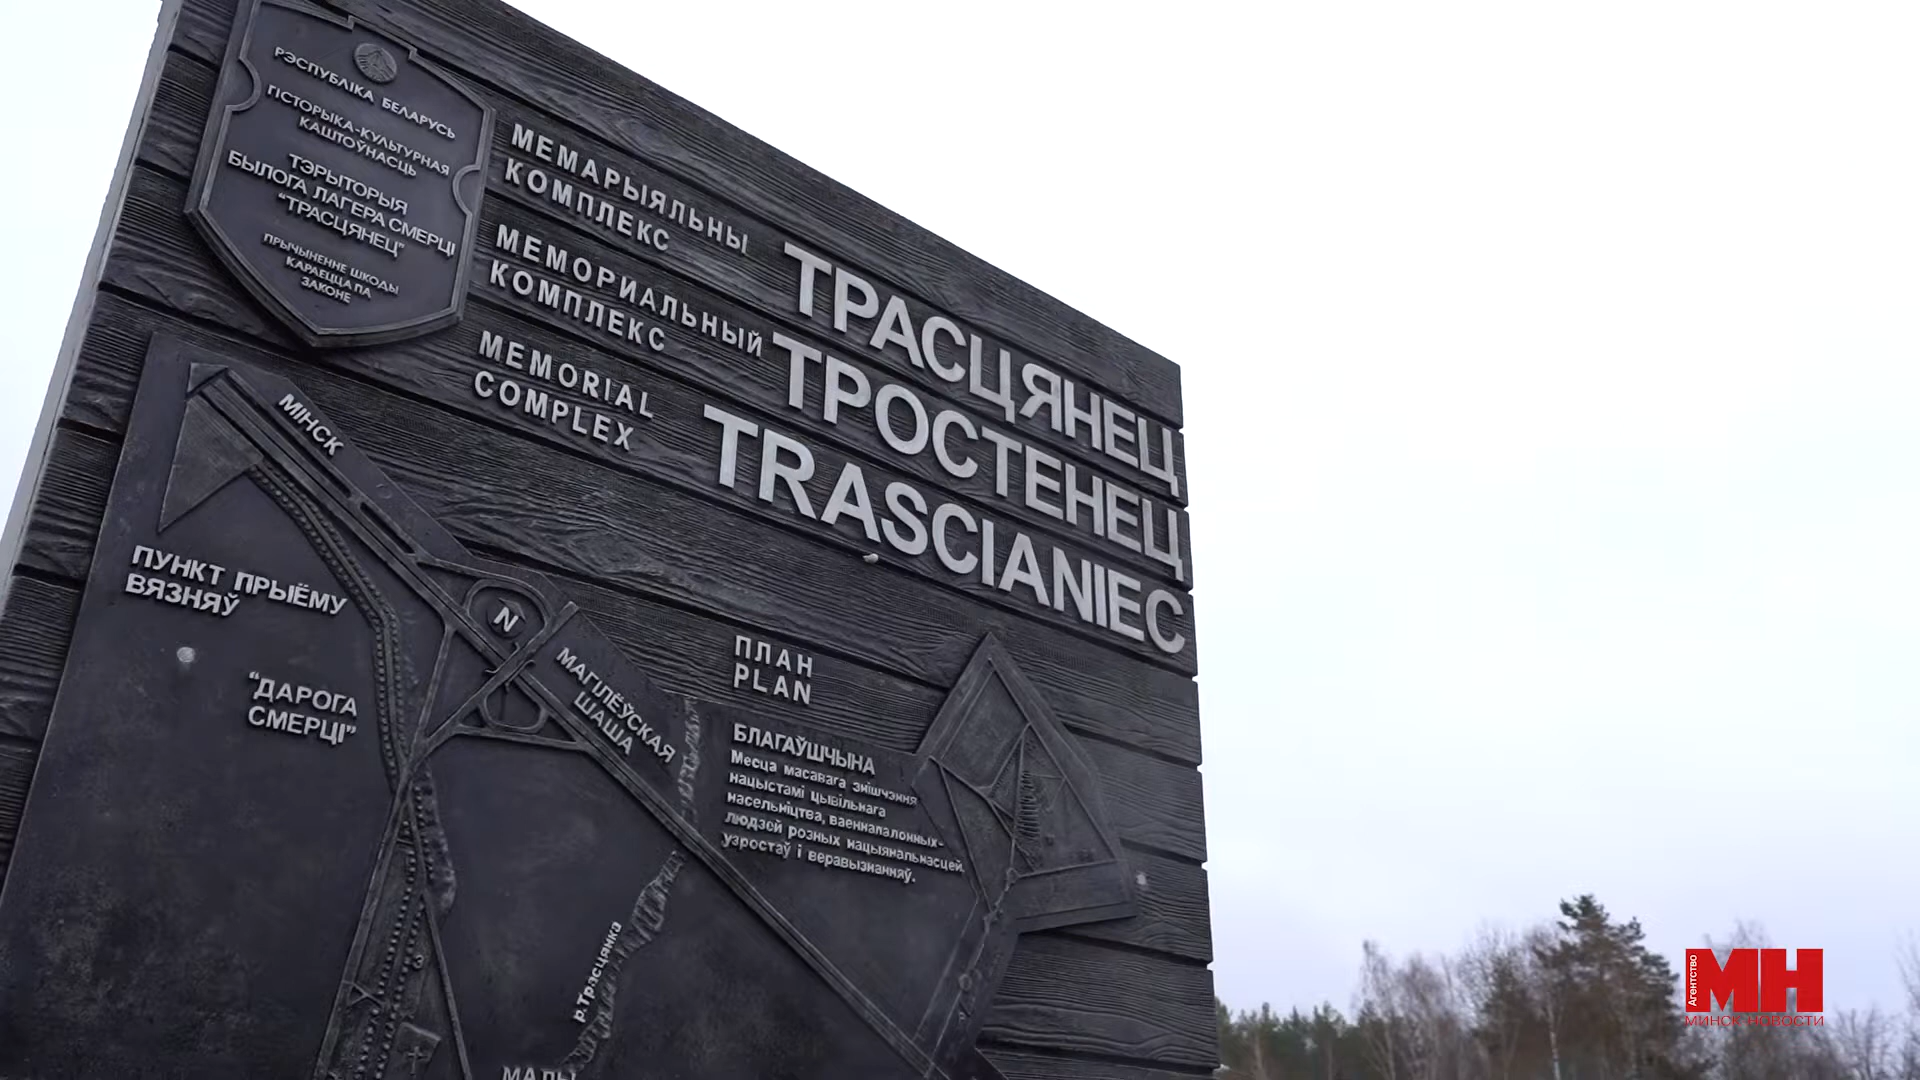 РЭСПУБЛІКА БЕЛАРУСЬ
ГІСТОРЫКА-КУЛЬТУРНАЯ
КАШТОЎНАСЦЬ
ТЭРЫТОРЫЯ
БЫЛОГА ЛАГЕРА СМЕРЦІ
“ТРАСЦЯНЕЦ”
ПРЫЧЫНЕННЕ ШКОДЫ
КАРАЕЦЦА ПА
ЗАКОНЕ
МЕМАРЫЯЛЬНЫ
КОМПЛЕКС
ТРАСЦЯНЕЦ
МЕМОРИАЛЬНЫЙ
КОМПЛЕКС
ТРОСТЕНЕЦ
MEMORIAL
COMPLEX
TRASCIANIEC
МІНСК
ПУНКТ ПРЫЁМУ
ВЯЗНЯЎ
“ДАРОГА
СМЕРЦІ”
N
МАГІЛЁЎСКАЯ
ШАША
ПЛАН
PLAN
БЛАГАЎШЧЫНА
Месца масавага знішчэння
нацыстамі цывільнага
насельніцтва, ваеннапалонных-
людзей розных нацыянальнасцей,
узростаў і веравызнанняў.
р.Трасцянка
МАЛЫ
Агентство
МН
МИНСК-НОВОСТИ